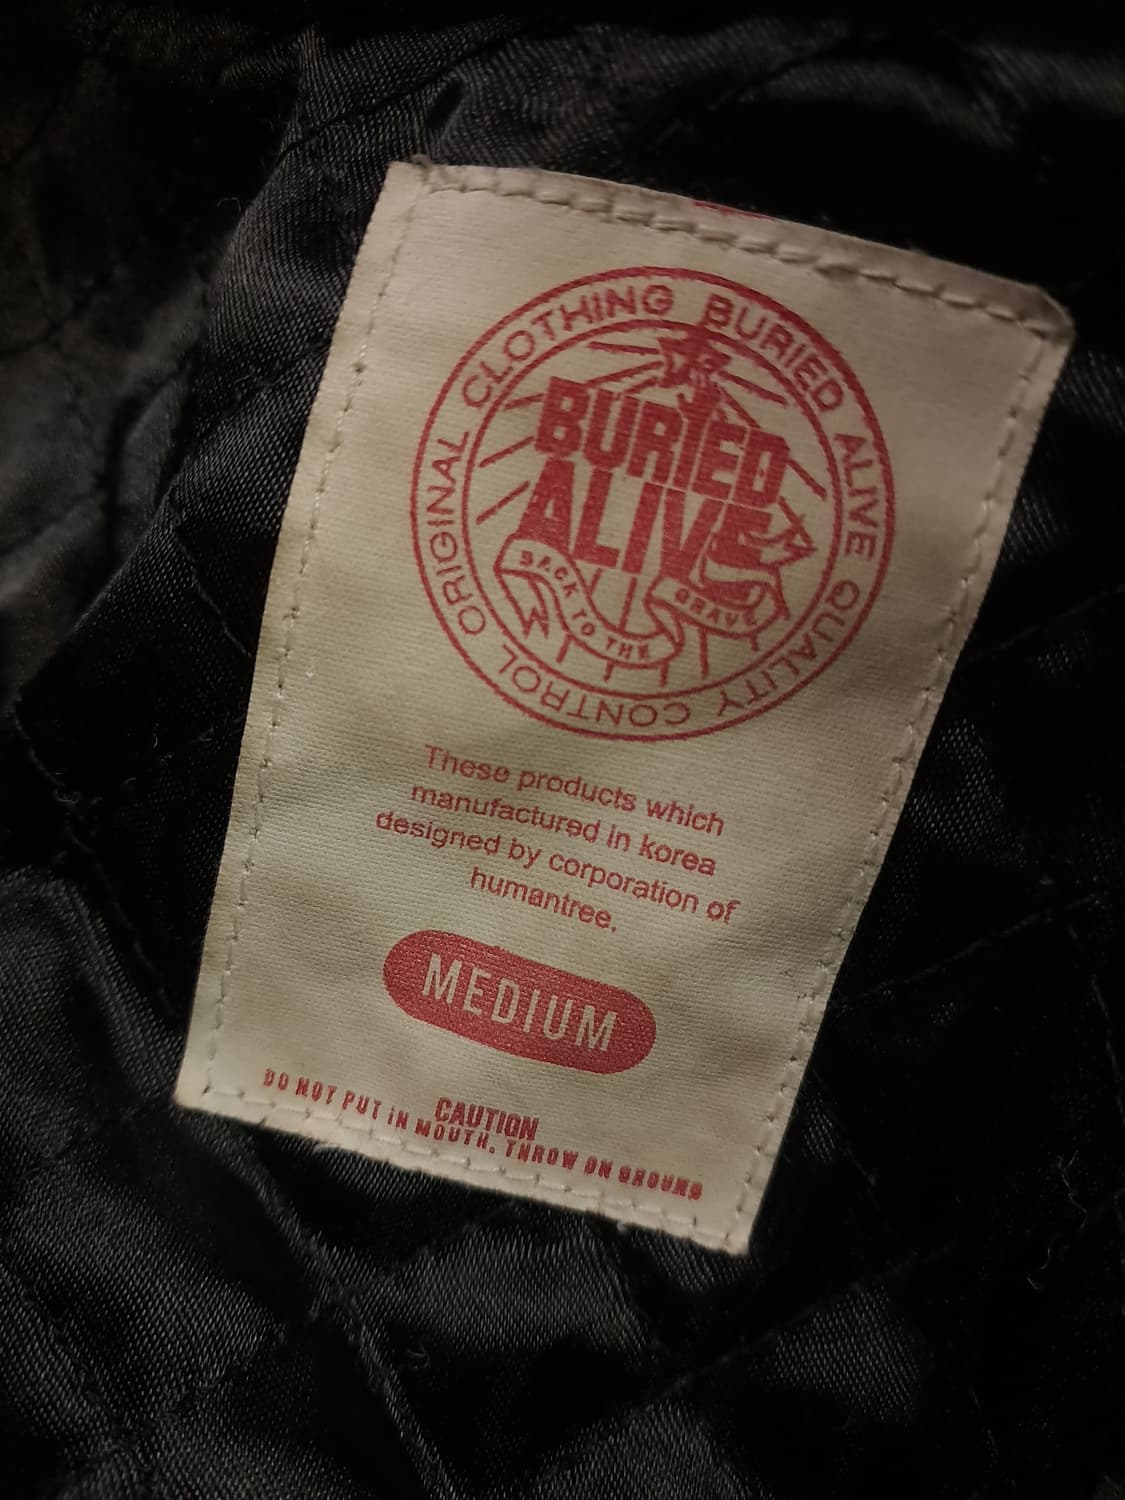 ORIGINAL CLOTHING BURIED ALIVE QUALITY CONTROL
BURIED
ALIVE
BACK TO THE GRAVE
These products which
manufactured in korea
designed by corporation of
humantree.
MEDIUM
CAUTION
DO NOT PUT iN MOUTH. THROW ON GROUND